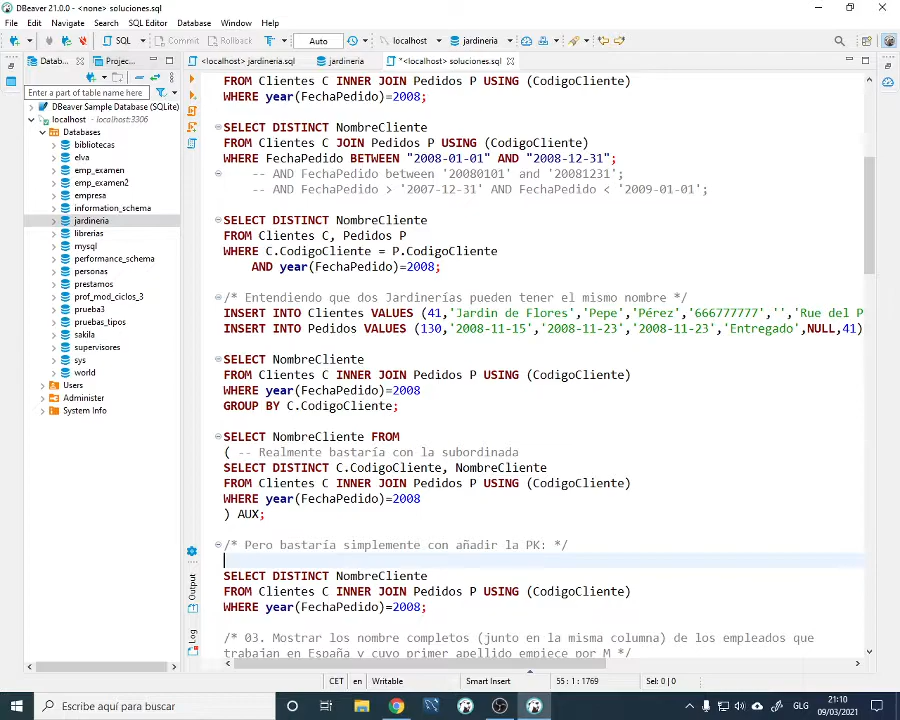 DBeaver 21.0.0 - <none> soluciones.sql
File Edit Navigate Search SQL Editor Database Window Help
SQL Commit Rollback Auto localhost jardineria
Datab... Projec... <localhost> jardineria.sql jardineria *<localhost> soluciones.sql
Enter a part of table name here
DBeaver Sample Database (SQLite)
localhost - localhost:3306
Databases
bibliotecas
elva
emp_examen
emp_examen2
empresa
information_schema
jardineria
librerias
mysql
performance_schema
personas
prestamos
prof_mod_ciclos_3
prueba3
pruebas_tipos
sakila
supervisores
sys
world
Users
Administer
System Info
FROM Clientes C INNER JOIN Pedidos P USING (CodigoCliente)
WHERE year(FechaPedido)=2008;
SELECT DISTINCT NombreCliente
FROM Clientes C JOIN Pedidos P USING (CodigoCliente)
WHERE FechaPedido BETWEEN "2008-01-01" AND "2008-12-31";
-- AND FechaPedido between '20080101' and '20081231';
-- AND FechaPedido > '2007-12-31' AND FechaPedido < '2009-01-01';
SELECT DISTINCT NombreCliente
FROM Clientes C, Pedidos P
WHERE C.CodigoCliente = P.CodigoCliente
AND year(FechaPedido)=2008;
/* Entendiendo que dos Jardinerías pueden tener el mismo nombre */
INSERT INTO Clientes VALUES (41,'Jardin de Flores','Pepe','Pérez','666777777','','Rue del P
INSERT INTO Pedidos VALUES (130,'2008-11-15','2008-11-23','2008-11-23','Entregado',NULL,41)
SELECT NombreCliente
FROM Clientes C INNER JOIN Pedidos P USING (CodigoCliente)
WHERE year(FechaPedido)=2008
GROUP BY C.CodigoCliente;
SELECT NombreCliente FROM
( -- Realmente bastaría con la subordinada
SELECT DISTINCT C.CodigoCliente, NombreCliente
FROM Clientes C INNER JOIN Pedidos P USING (CodigoCliente)
WHERE year(FechaPedido)=2008
) AUX;
/* Pero bastaría simplemente con añadir la PK: */
SELECT DISTINCT NombreCliente
FROM Clientes C INNER JOIN Pedidos P USING (CodigoCliente)
WHERE year(FechaPedido)=2008;
/* 03. Mostrar los nombre completos (junto en la misma columna) de los empleados que
trabajan en España y cuyo primer apellido empiece por M */
Output
Log
CET en Writable Smart Insert 55 : 1 : 1769 Sel: 0 | 0
Escribe aquí para buscar
GLG
21:10
09/03/2021